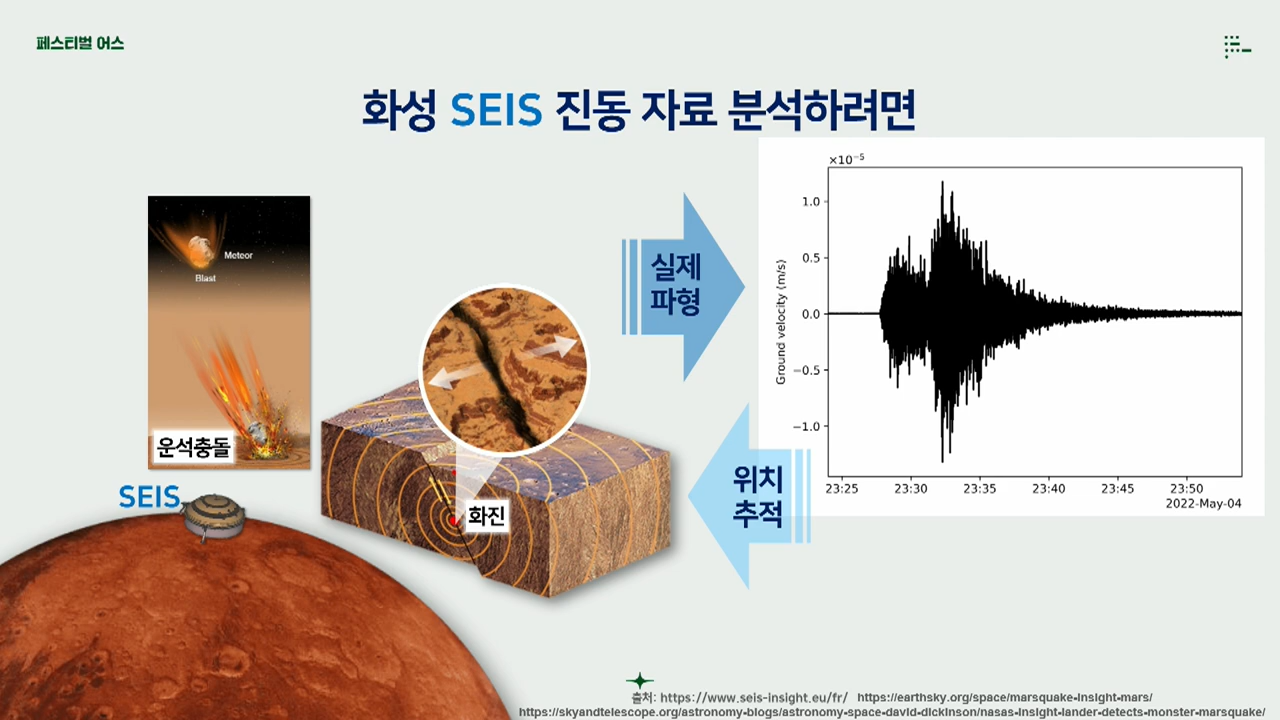 페스티벌 어스
화성 SEIS 진동 자료 분석하려면
Meteor
Blast
운석충돌
SEIS
화진
실제
파형
위치
추적
×10⁻⁵
1.0
0.5
0.0
−0.5
−1.0
Ground velocity (m/s)
23:25 23:30 23:35 23:40 23:45 23:50
2022-May-04
출처: https://www.seis-insight.eu/fr/ https://earthsky.org/space/marsquake-insight-mars/
https://skyandtelescope.org/astronomy-blogs/astronomy-space-david-dickinson/nasas-insight-lander-detects-monster-marsquake/